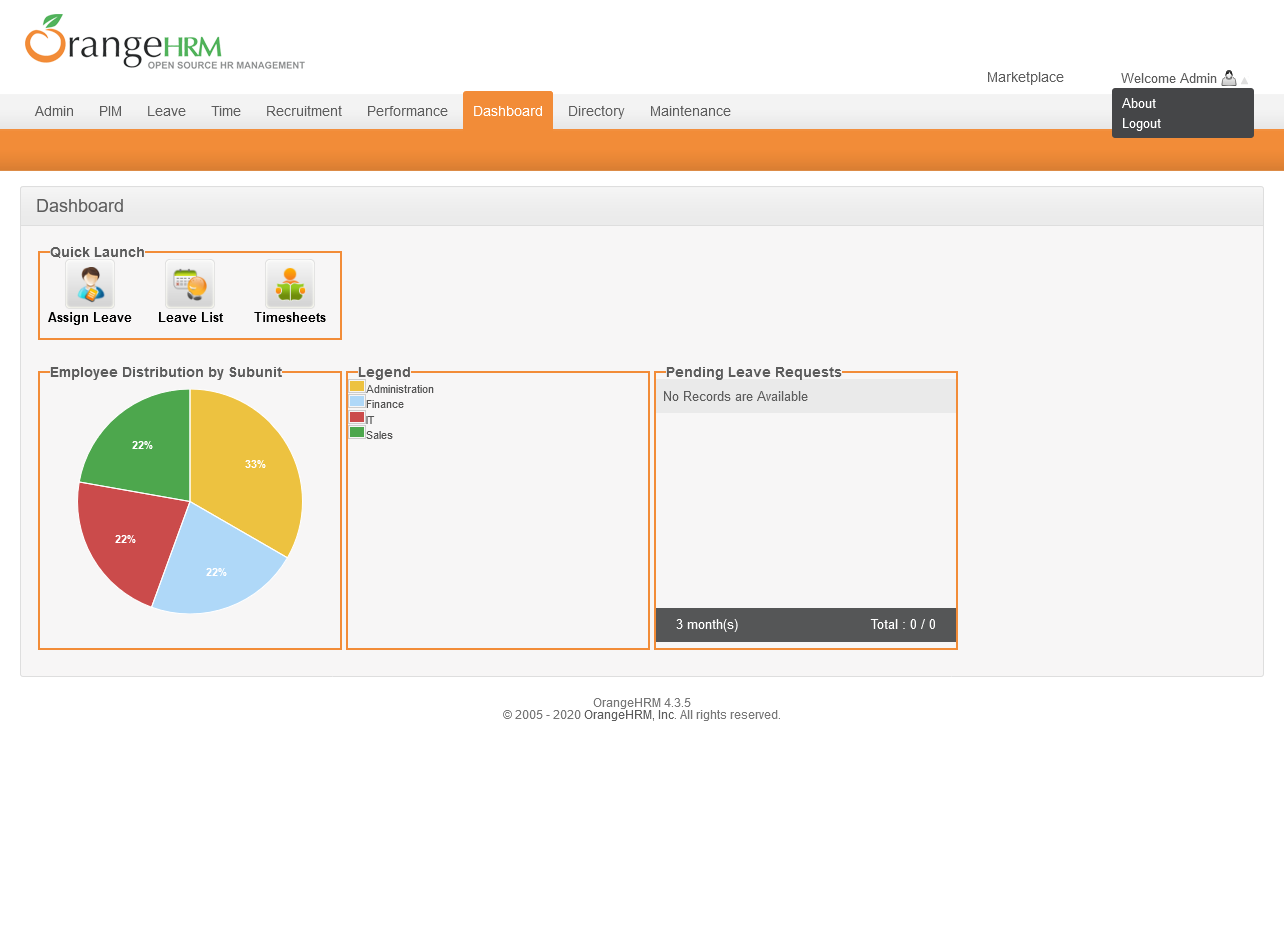 OrangeHRM
OPEN SOURCE HR MANAGEMENT
Marketplace
Welcome Admin
About
Logout
Admin PIM Leave Time Recruitment Performance Dashboard Directory Maintenance
Dashboard
Quick Launch
Assign Leave Leave List Timesheets
Employee Distribution by Subunit
22%
33%
22%
22%
Legend
Administration
Finance
IT
Sales
Pending Leave Requests
No Records are Available
3 month(s) Total : 0 / 0
OrangeHRM 4.3.5
© 2005 - 2020 OrangeHRM, Inc. All rights reserved.